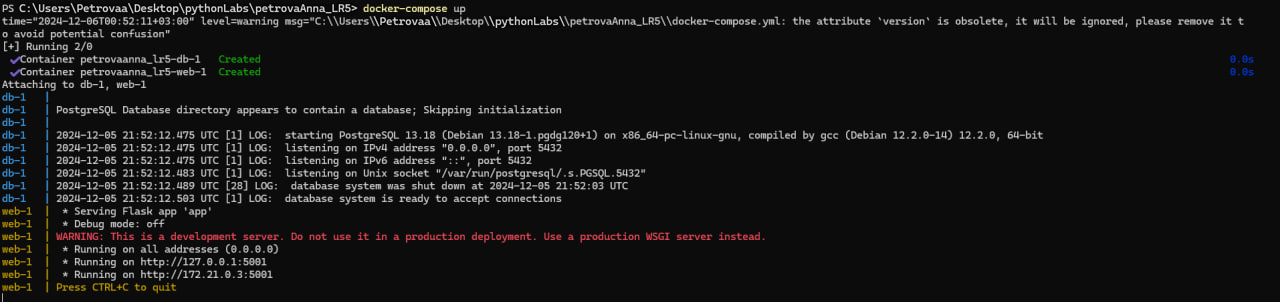 PS C:\Users\Petrovaa\Desktop\pythonLabs\petrovaAnna_LR5> docker-compose up
time="2024-12-06T00:52:11+03:00" level=warning msg="C:\\Users\\Petrovaa\\Desktop\\pythonLabs\\petrovaAnna_LR5\\docker-compose.yml: the attribute `version` is obsolete, it will be ignored, please remove it t
o avoid potential confusion"
[+] Running 2/0
✔Container petrovaanna_lr5-db-1 Created 0.0s
✔Container petrovaanna_lr5-web-1 Created 0.0s
Attaching to db-1, web-1
db-1 |
db-1 | PostgreSQL Database directory appears to contain a database; Skipping initialization
db-1 |
db-1 | 2024-12-05 21:52:12.475 UTC [1] LOG: starting PostgreSQL 13.18 (Debian 13.18-1.pgdg120+1) on x86_64-pc-linux-gnu, compiled by gcc (Debian 12.2.0-14) 12.2.0, 64-bit
db-1 | 2024-12-05 21:52:12.475 UTC [1] LOG: listening on IPv4 address "0.0.0.0", port 5432
db-1 | 2024-12-05 21:52:12.475 UTC [1] LOG: listening on IPv6 address "::", port 5432
db-1 | 2024-12-05 21:52:12.483 UTC [1] LOG: listening on Unix socket "/var/run/postgresql/.s.PGSQL.5432"
db-1 | 2024-12-05 21:52:12.489 UTC [28] LOG: database system was shut down at 2024-12-05 21:52:03 UTC
db-1 | 2024-12-05 21:52:12.503 UTC [1] LOG: database system is ready to accept connections
web-1 | * Serving Flask app 'app'
web-1 | * Debug mode: off
web-1 | WARNING: This is a development server. Do not use it in a production deployment. Use a production WSGI server instead.
web-1 | * Running on all addresses (0.0.0.0)
web-1 | * Running on http://127.0.0.1:5001
web-1 | * Running on http://172.21.0.3:5001
web-1 | Press CTRL+C to quit